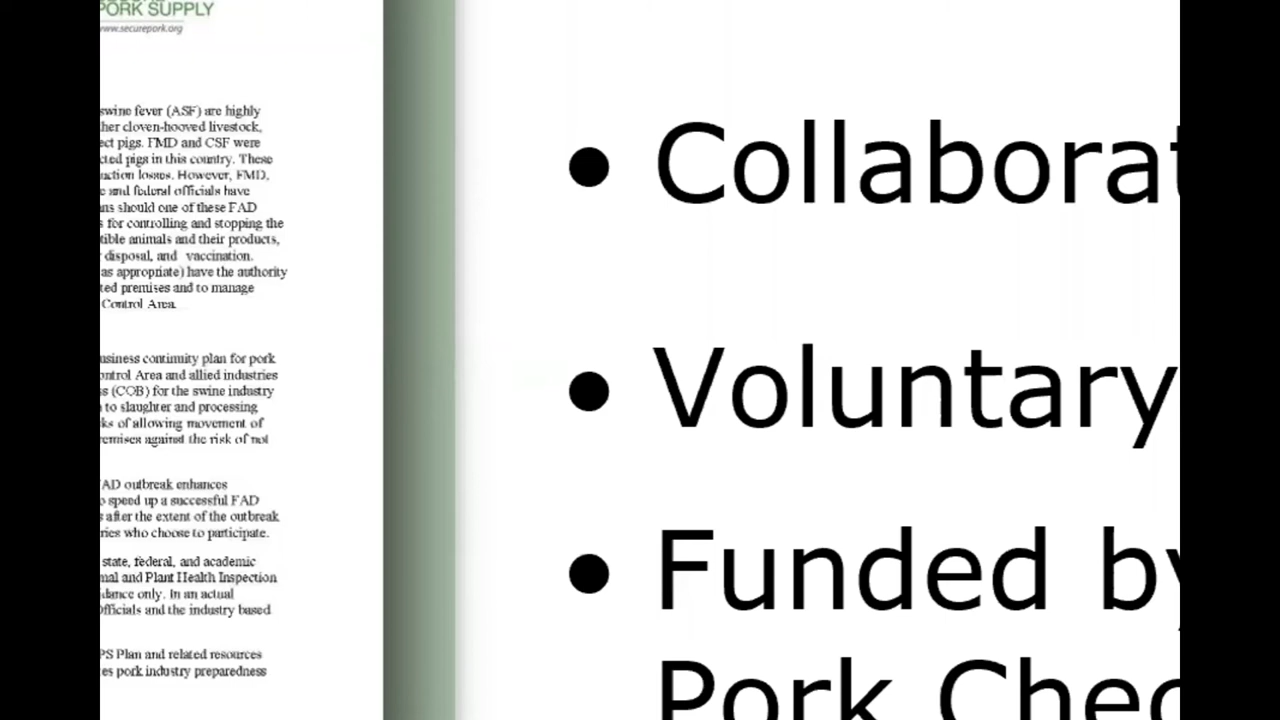 PORK SUPPLY
www.securepork.org
swine fever (ASF) are highly
her cloven-hooved livestock,
ect pigs. FMD and CSF were
cted pigs in this country. These
uction losses. However, FMD,
e and federal officials have
ns should one of these FAD
s for controlling and stopping the
tible animals and their products,
disposal, and vaccination.
as appropriate) have the authority
ted premises and to manage
Control Area.
usiness continuity plan for pork
ontrol Area and allied industries
s (COB) for the swine industry
to slaughter and processing
ks of allowing movement of
remises against the risk of not
FAD outbreak enhances
o speed up a successful FAD
s after the extent of the outbreak
ries who choose to participate.
state, federal, and academic
mal and Plant Health Inspection
dance only. In an actual
Officials and the industry based
PS Plan and related resources
es pork industry preparedness
• Collaborat
• Voluntary
• Funded by
Pork Chec